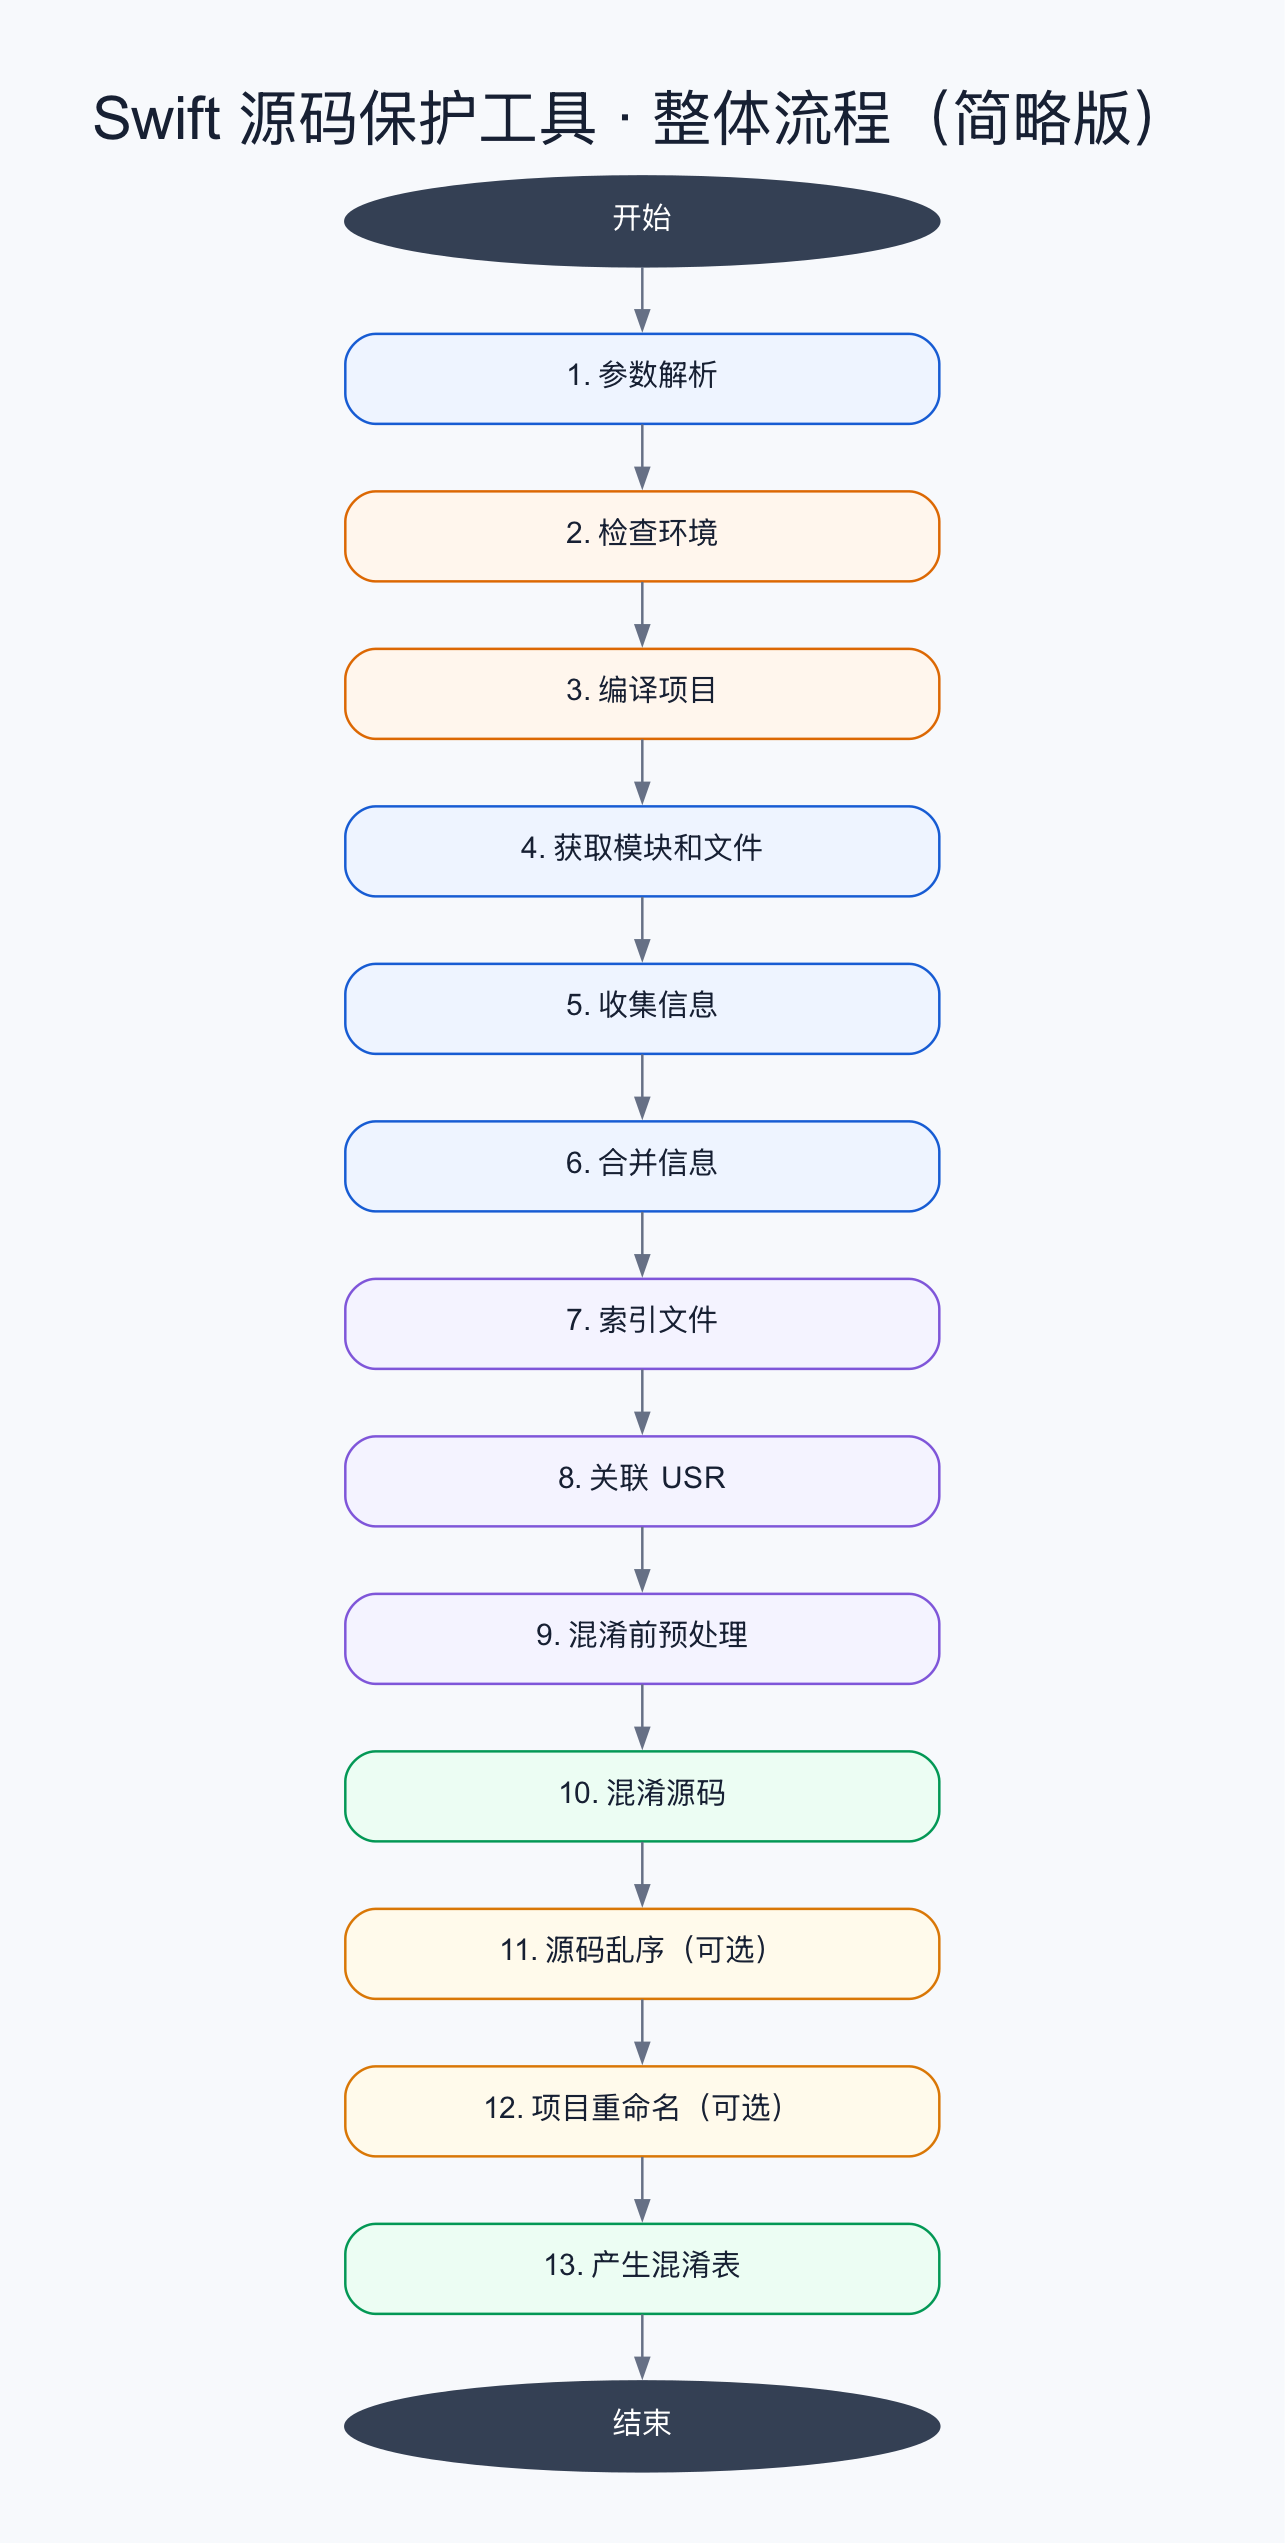 Swift 源码保护工具 · 整体流程（简略版）
开始
1. 参数解析
2. 检查环境
3. 编译项目
4. 获取模块和文件
5. 收集信息
6. 合并信息
7. 索引文件
8. 关联 USR
9. 混淆前预处理
10. 混淆源码
11. 源码乱序（可选）
12. 项目重命名（可选）
13. 产生混淆表
结束